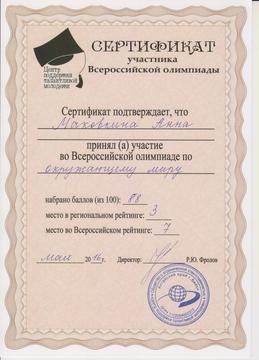 СЕРТИФИКАТ
участника
Всероссийской олимпиады
Центр
поддержки
талантливой
молодежи
Сертификат подтверждает, что
Маховкина Анна
принял (а) участие
во Всероссийской олимпиаде по
окружающему миру
набрано баллов (из 100): 88
место в региональном рейтинге: 3
место во Всероссийском рейтинге: 7
май 2016г. Директор: Р.Ю. Фролов